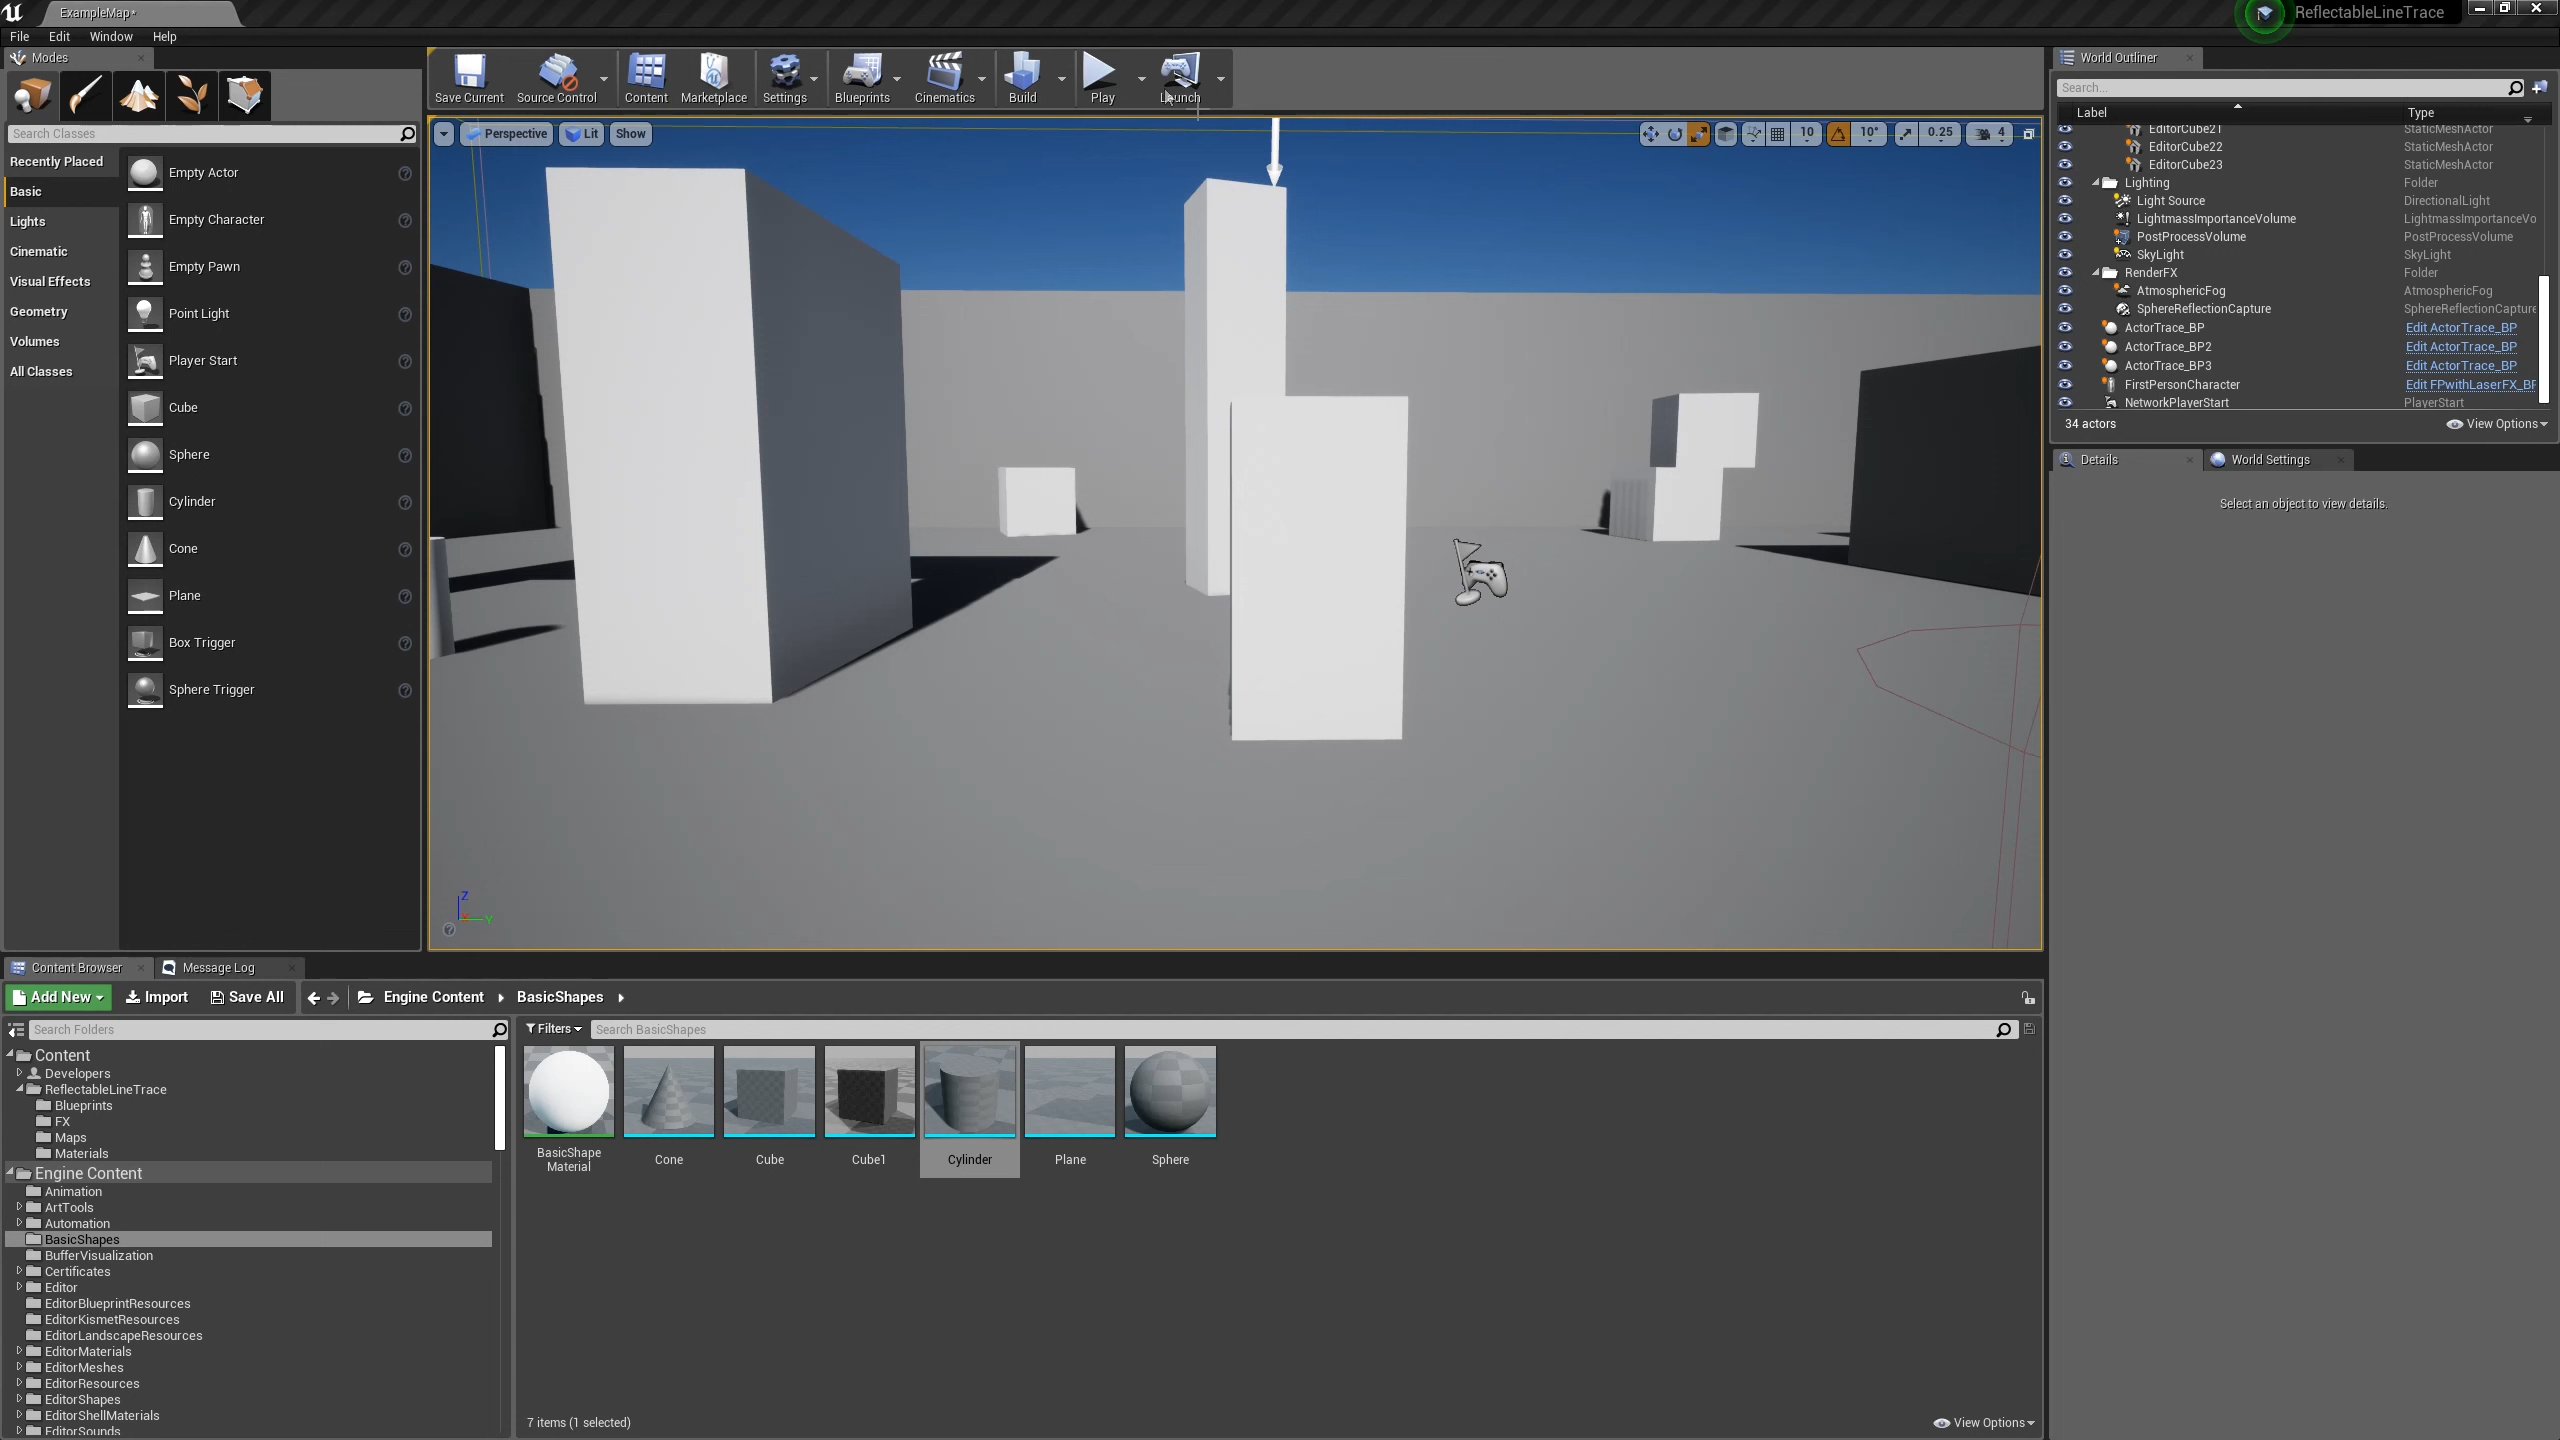 ExampleMap*
ReflectableLineTrace
File Edit Window Help
Modes
Search Classes
Recently Placed
Basic
Lights
Cinematic
Visual Effects
Geometry
Volumes
All Classes
Empty Actor
Empty Character
Empty Pawn
Point Light
Player Start
Cube
Sphere
Cylinder
Cone
Plane
Box Trigger
Sphere Trigger
Save Current Source Control Content Marketplace Settings Blueprints Cinematics Build Play Launch
Perspective Lit Show
10 10° 0.25 4
Z
Y
World Outliner
Search...
Label Type
EditorCube21 StaticMeshActor
EditorCube22 StaticMeshActor
EditorCube23 StaticMeshActor
Lighting Folder
Light Source DirectionalLight
LightmassImportanceVolume LightmassImportanceVo
PostProcessVolume PostProcessVolume
SkyLight SkyLight
RenderFX Folder
AtmosphericFog AtmosphericFog
SphereReflectionCapture SphereReflectionCapture
ActorTrace_BP Edit ActorTrace_BP
ActorTrace_BP2 Edit ActorTrace_BP
ActorTrace_BP3 Edit ActorTrace_BP
FirstPersonCharacter Edit FPwithLaserFX_BP
NetworkPlayerStart PlayerStart
34 actors View Options
Details World Settings
Select an object to view details.
Content Browser Message Log
Add New Import Save All Engine Content BasicShapes
Search Folders
Filters Search BasicShapes
Content
Developers
ReflectableLineTrace
Blueprints
FX
Maps
Materials
Engine Content
Animation
ArtTools
Automation
BasicShapes
BufferVisualization
Certificates
Editor
EditorBlueprintResources
EditorKismetResources
EditorLandscapeResources
EditorMaterials
EditorMeshes
EditorResources
EditorShapes
EditorShellMaterials
EditorSounds
BasicShape
Material
Cone
Cube
Cube1
Cylinder
Plane
Sphere
7 items (1 selected) View Options